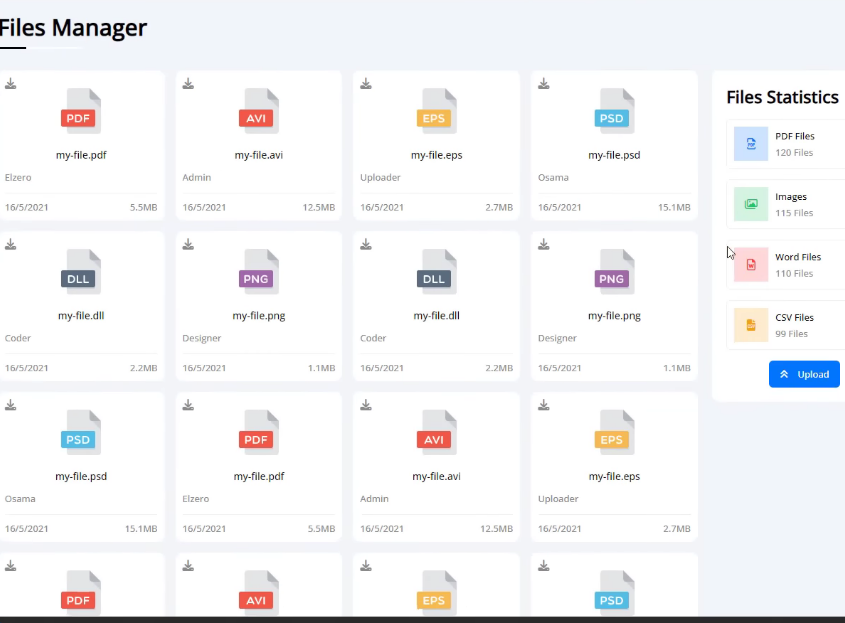 Files Manager
PDF
my-file.pdf
Elzero
16/5/2021 5.5MB
AVI
my-file.avi
Admin
16/5/2021 12.5MB
EPS
my-file.eps
Uploader
16/5/2021 2.7MB
PSD
my-file.psd
Osama
16/5/2021 15.1MB
DLL
my-file.dll
Coder
16/5/2021 2.2MB
PNG
my-file.png
Designer
16/5/2021 1.1MB
DLL
my-file.dll
Coder
16/5/2021 2.2MB
PNG
my-file.png
Designer
16/5/2021 1.1MB
PSD
my-file.psd
Osama
16/5/2021 15.1MB
PDF
my-file.pdf
Elzero
16/5/2021 5.5MB
AVI
my-file.avi
Admin
16/5/2021 12.5MB
EPS
my-file.eps
Uploader
16/5/2021 2.7MB
PDF
AVI
EPS
PSD
Files Statistics
PDF Files
120 Files
Images
115 Files
Word Files
110 Files
CSV Files
99 Files
Upload